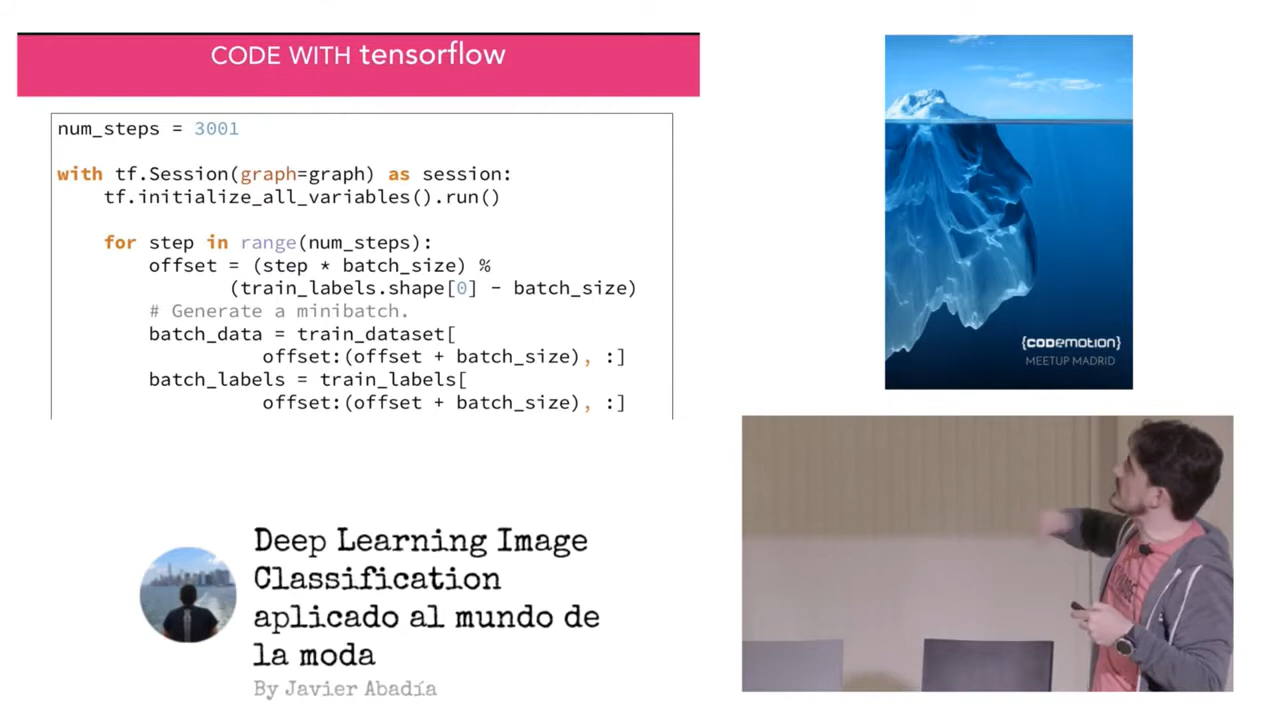 CODE WITH tensorflow
num_steps = 3001
with tf.Session(graph=graph) as session:
tf.initialize_all_variables().run()
for step in range(num_steps):
offset = (step * batch_size) %
(train_labels.shape[0] - batch_size)
# Generate a minibatch.
batch_data = train_dataset[
offset:(offset + batch_size), :]
batch_labels = train_labels[
offset:(offset + batch_size), :]
{CODEMOTION}
MEETUP MADRID
Deep Learning Image
Classification
aplicado al mundo de
la moda
By Javier Abadía